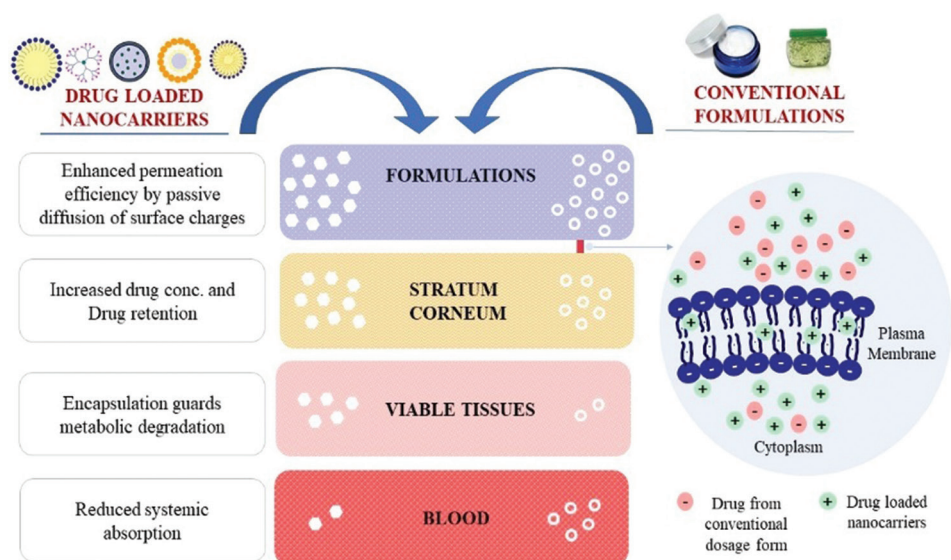 DRUG LOADED
NANOCARRIERS
CONVENTIONAL
FORMULATIONS
Enhanced permeation
efficiency by passive
diffusion of surface charges
FORMULATIONS
Increased drug conc. and
Drug retention
STRATUM
CORNEUM
Encapsulation guards
metabolic degradation
VIABLE TISSUES
Reduced systemic
absorption
BLOOD
Plasma
Membrane
Cytoplasm
- Drug from
conventional
dosage form
+ Drug loaded
nanocarriers